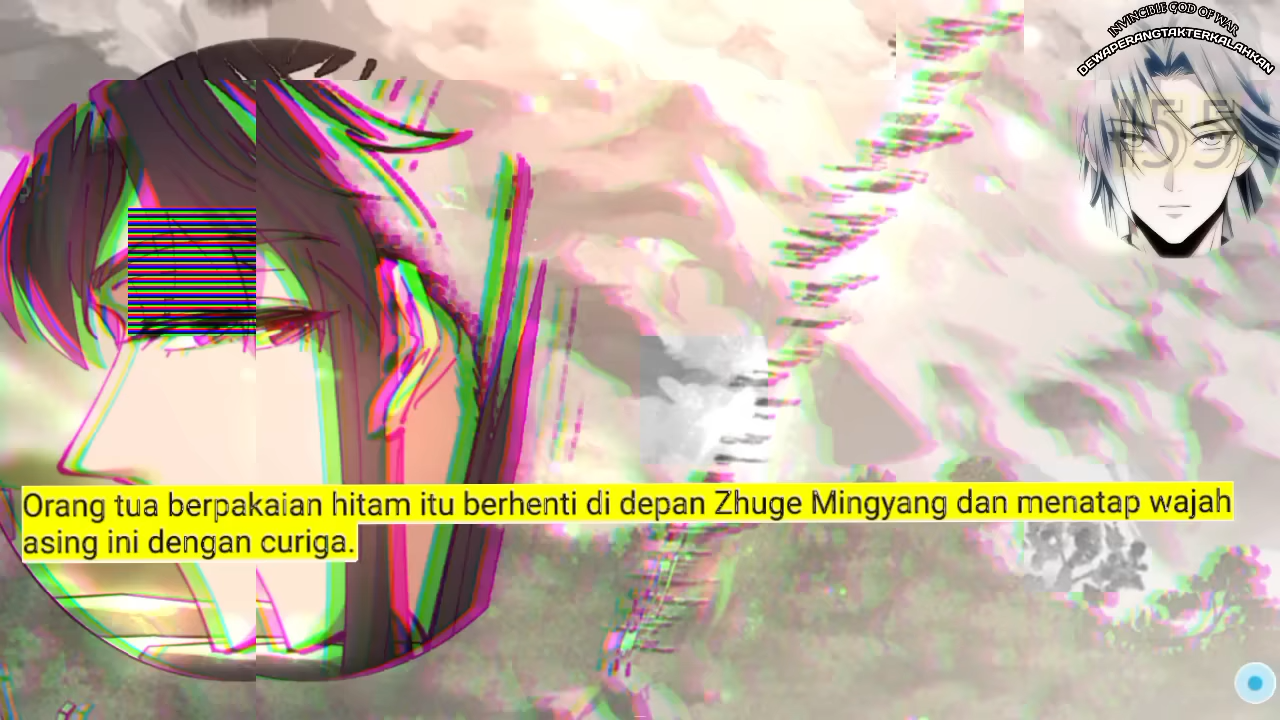 INVINCIBLE GOD OF WAR
DEWAPERANGTAKTERKALAHKAN
155
Orang tua berpakaian hitam itu berhenti di depan Zhuge Mingyang dan menatap wajah
asing ini dengan curiga.